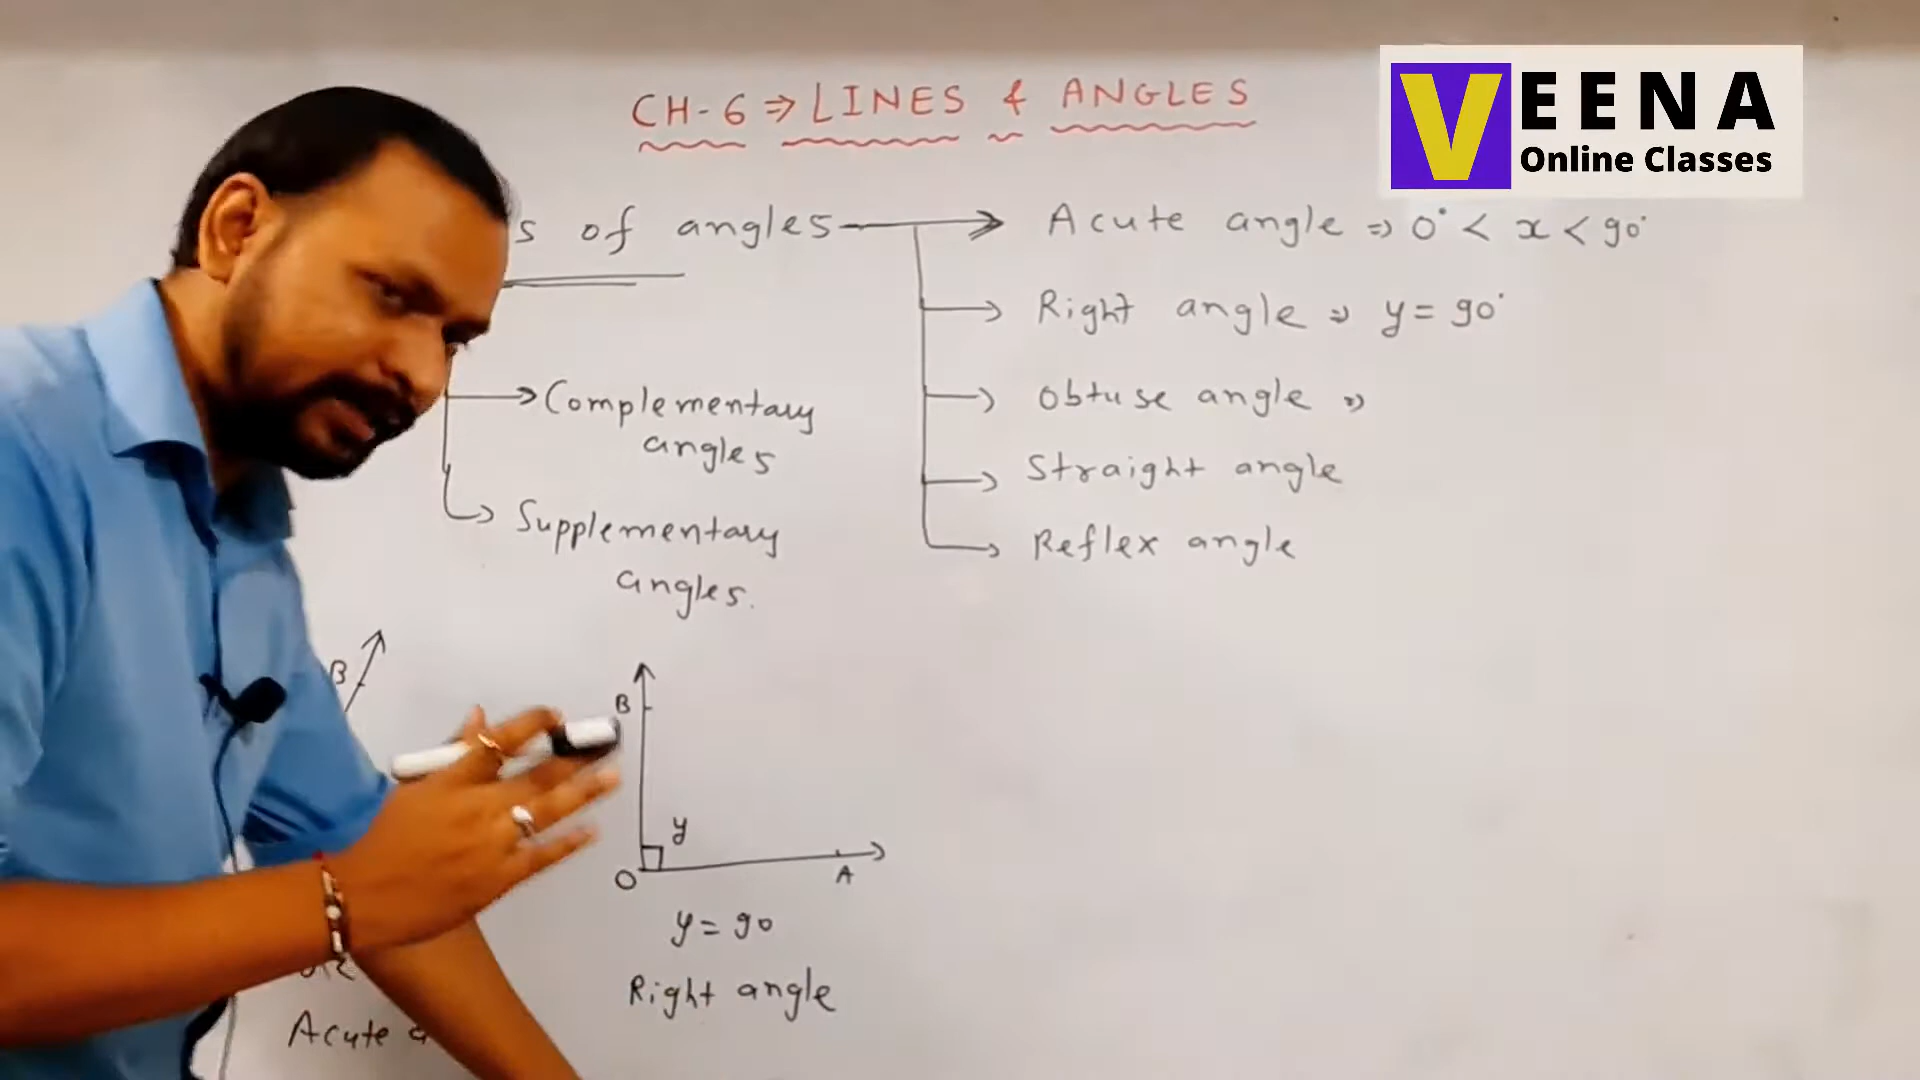 CH-6 ⇒ LINES & ANGLES
VEENA
Online Classes
s of angles → Acute angle ⇒ 0° < x < 90°
→ Right angle ⇒ y = 90°
→ Complementary
angles
→ Obtuse angle ⇒
→ Straight angle
→ Supplementary
angles.
→ Reflex angle
B
B
y
O
A
y = 90
Right angle
Acute a